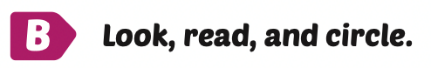 B Look, read, and circle.